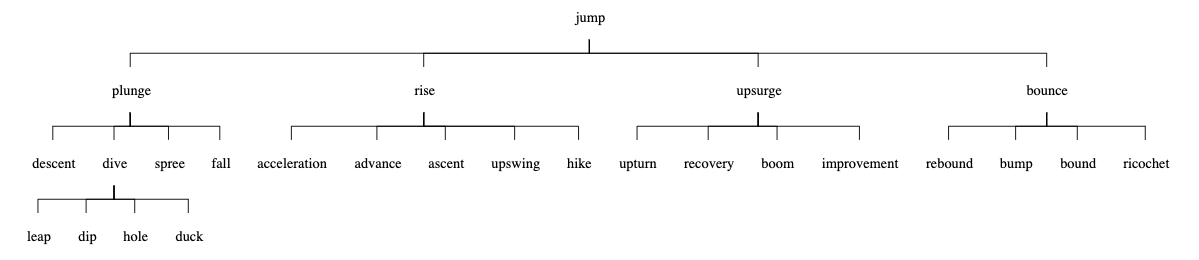 jump
plunge rise upsurge bounce
descent dive spree fall acceleration advance ascent upswing hike upturn recovery boom improvement rebound bump bound ricochet
leap dip hole duck